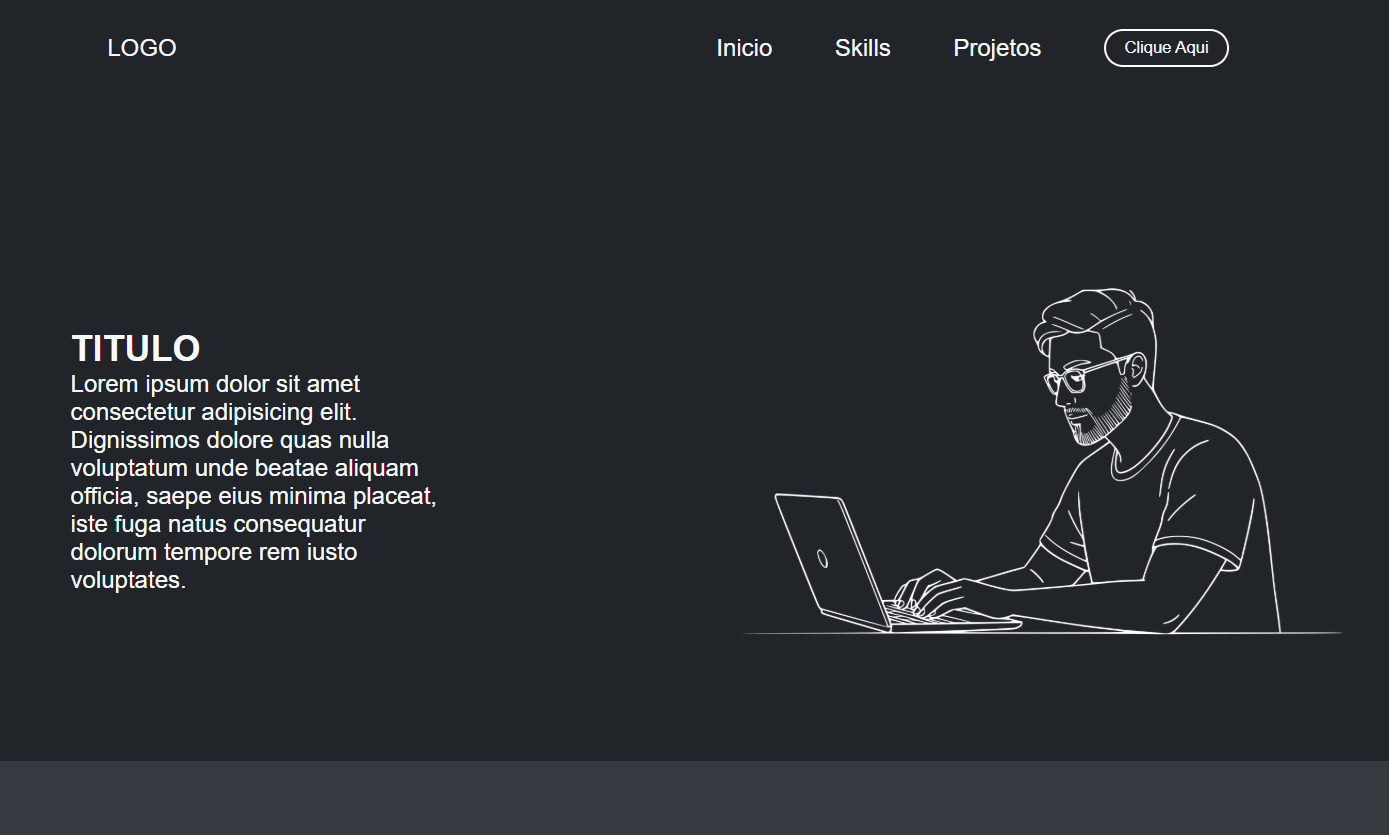 LOGO
Inicio
Skills
Projetos
Clique Aqui
TITULO
Lorem ipsum dolor sit amet
consectetur adipisicing elit.
Dignissimos dolore quas nulla
voluptatum unde beatae aliquam
officia, saepe eius minima placeat,
iste fuga natus consequatur
dolorum tempore rem iusto
voluptates.